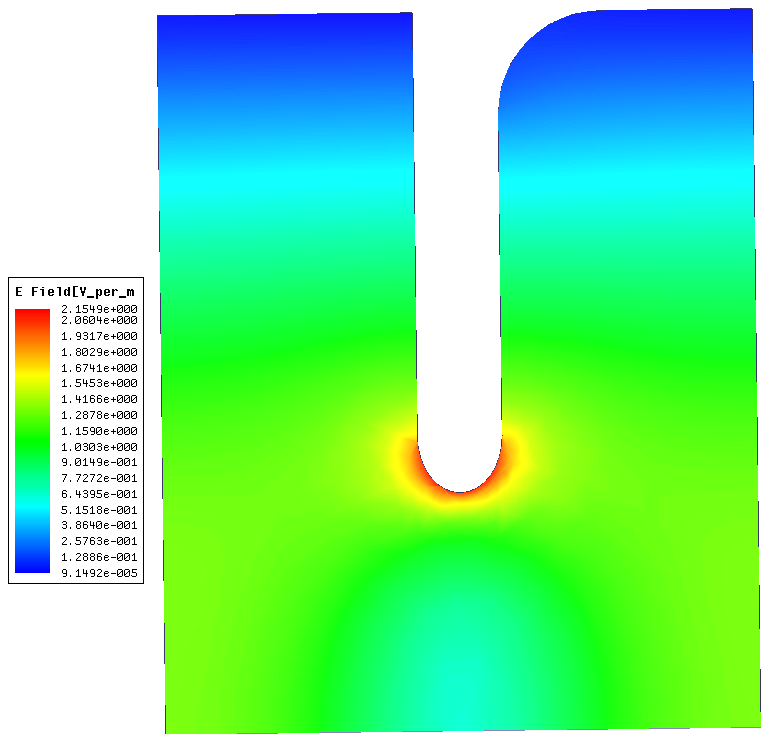 E Field[V_per_m
2.1549e+000
2.0604e+000
1.9317e+000
1.8029e+000
1.6741e+000
1.5453e+000
1.4166e+000
1.2878e+000
1.1590e+000
1.0303e+000
9.0149e-001
7.7272e-001
6.4395e-001
5.1518e-001
3.8640e-001
2.5763e-001
1.2886e-001
9.1492e-005